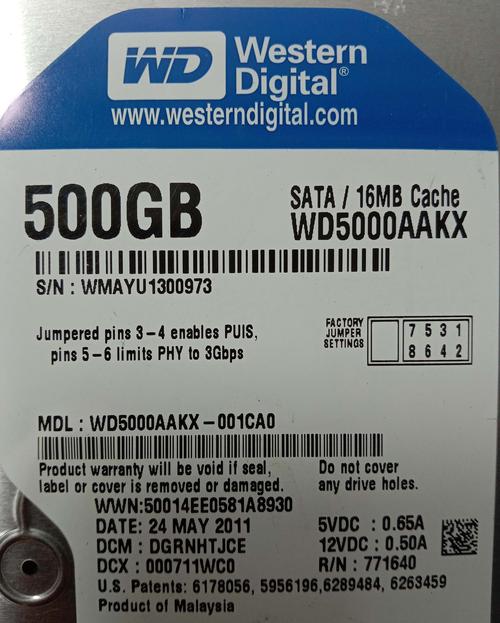 WD Western
Digital®
www.westerndigital.com
500GB
SATA / 16MB Cache
WD5000AAKX
S/N : WMAYU1300973
Jumpered pins 3-4 enables PUIS,
pins 5-6 limits PHY to 3Gbps
FACTORY
JUMPER
SETTINGS
7 5 3 1
8 6 4 2
MDL : WD5000AAKX-001CA0
Product warranty will be void if seal,
label or cover is removed or damaged.
Do not cover
any drive holes.
WWN:50014EE0581A8930
DATE: 24 MAY 2011
DCM : DGRNHTJCE
DCX : 000711WC0
5VDC : 0.65A
12VDC : 0.50A
R/N : 771640
U.S. Patents: 6178056, 5956196,6289484, 6263459
Product of Malaysia